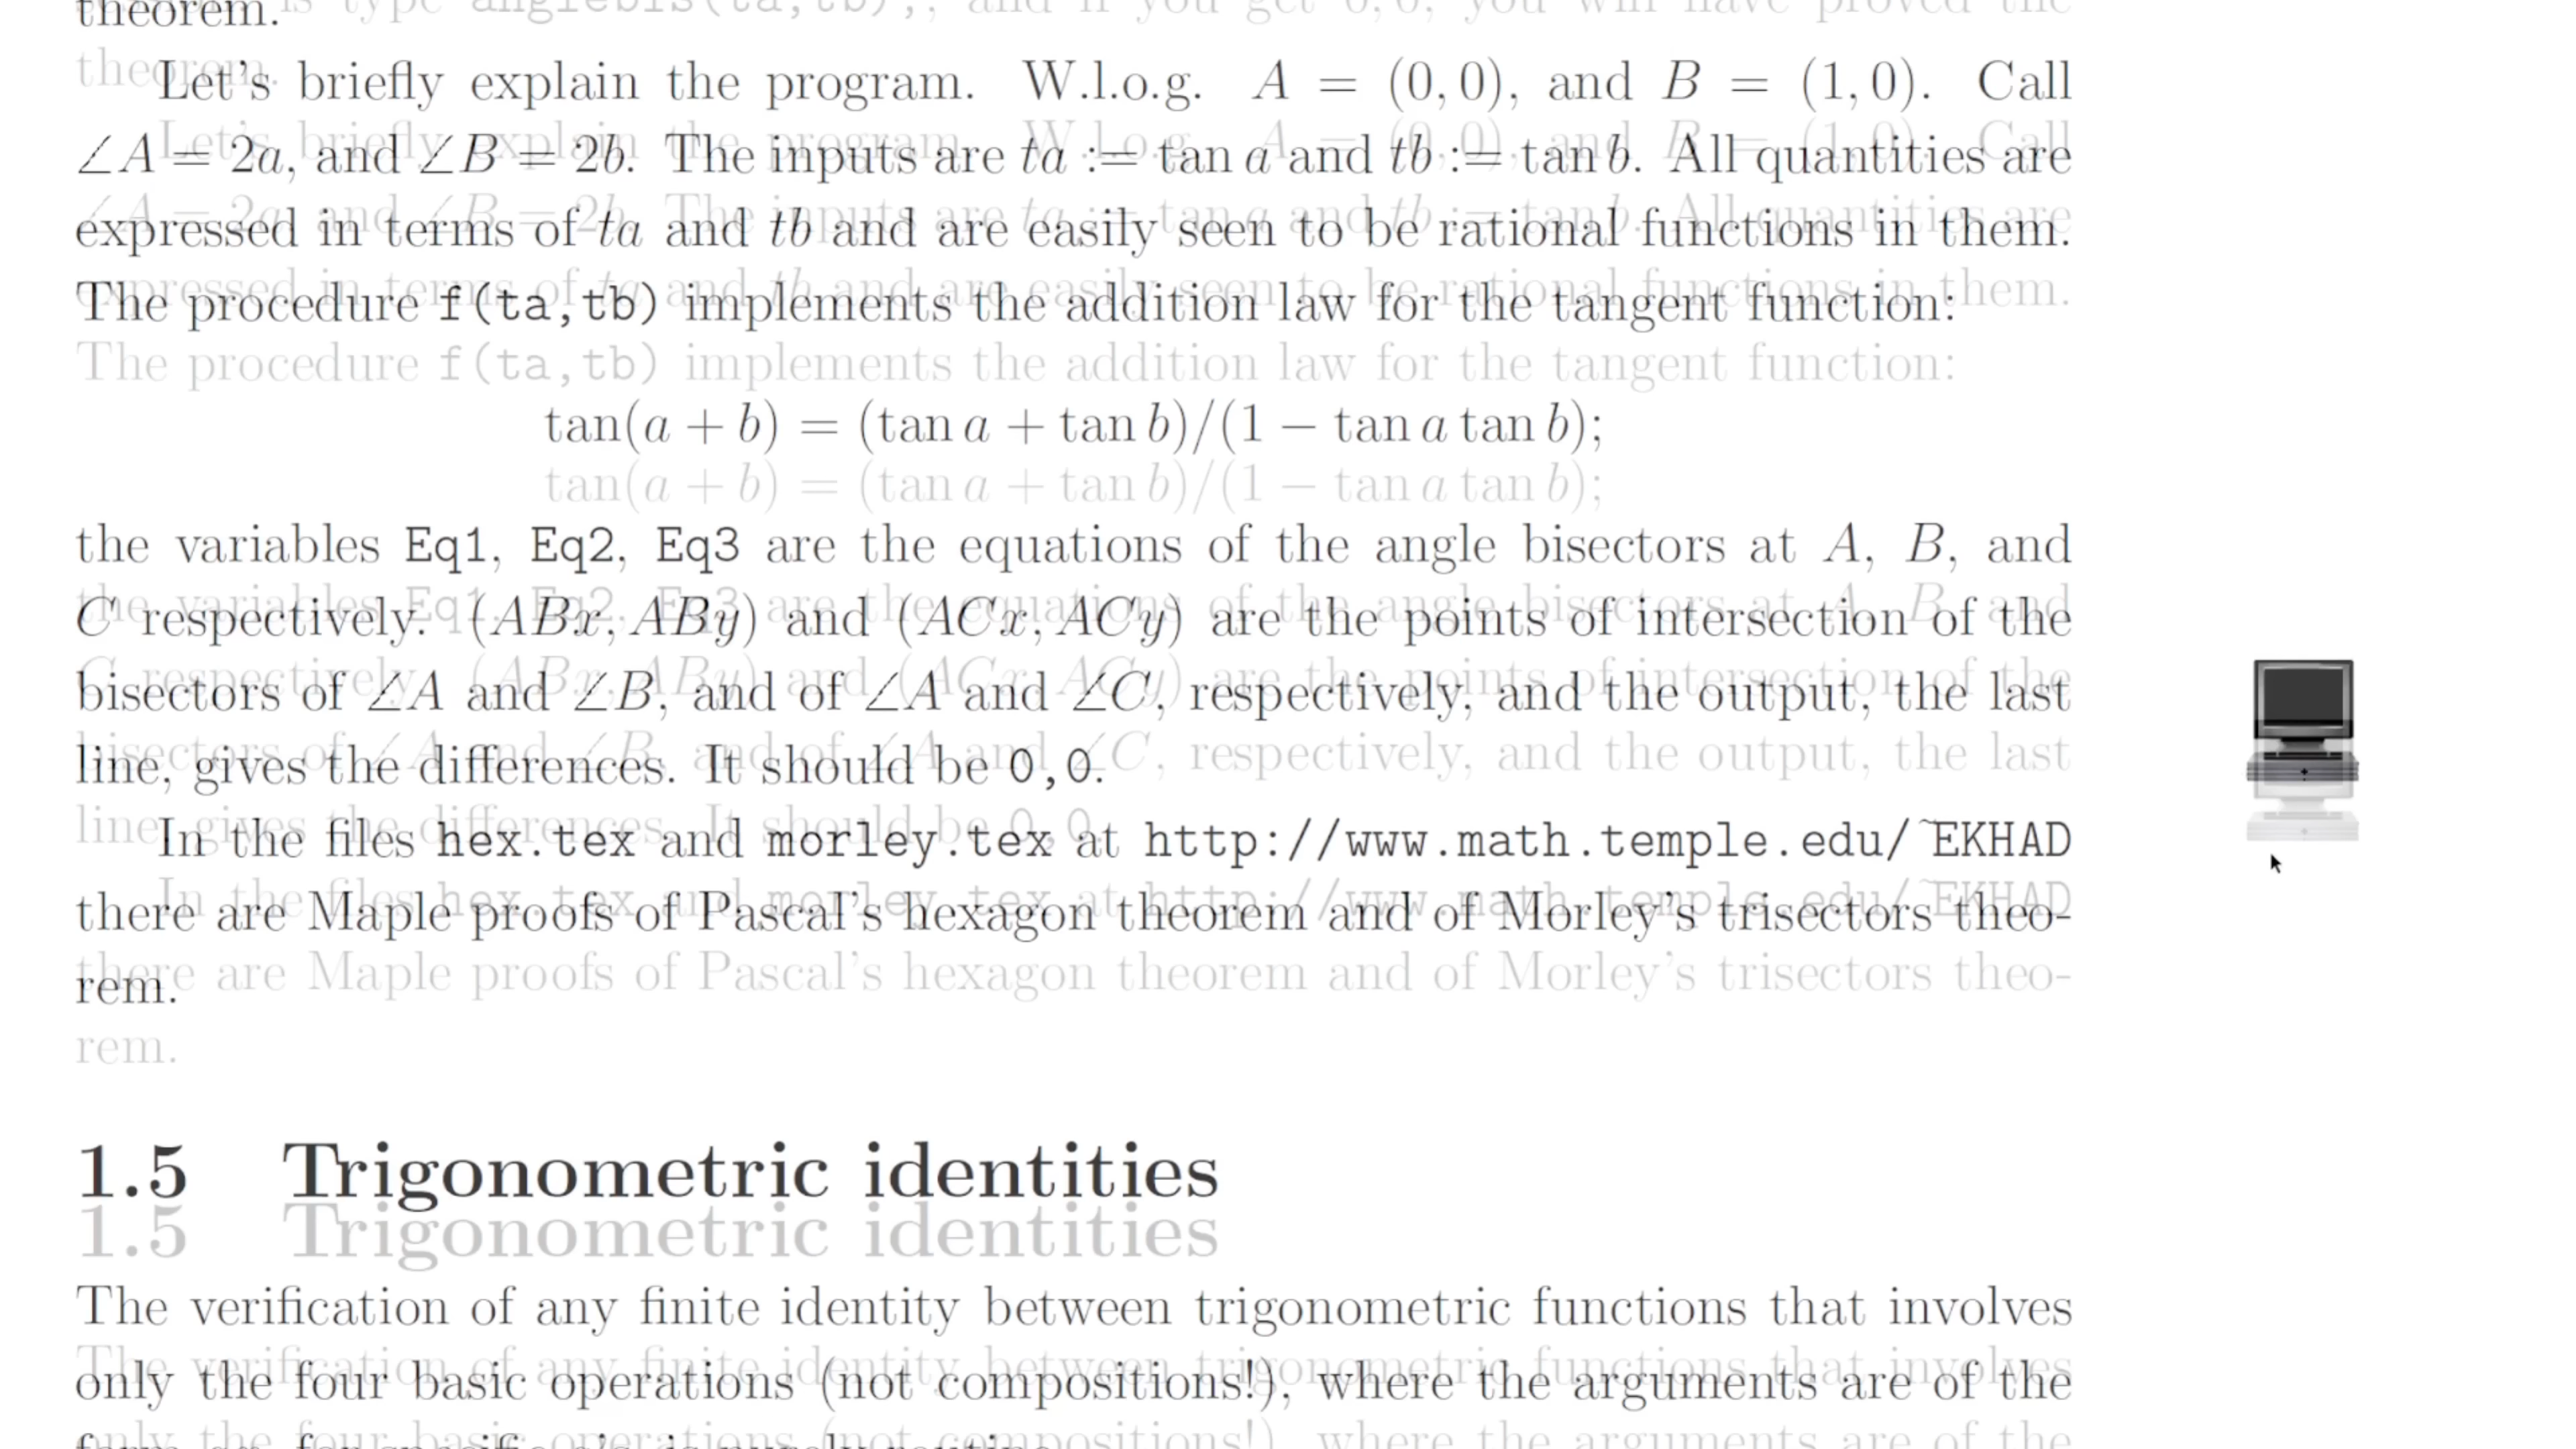 theorem.
Let's briefly explain the program. W.l.o.g. A = (0, 0), and B = (1, 0). Call
∠A = 2a, and ∠B = 2b. The inputs are ta := tan a and tb := tan b. All quantities are
expressed in terms of ta and tb and are easily seen to be rational functions in them.
The procedure f(ta,tb) implements the addition law for the tangent function:
tan(a + b) = (tan a + tan b)/(1 − tan a tan b);
the variables Eq1, Eq2, Eq3 are the equations of the angle bisectors at A, B, and
C respectively. (ABx, ABy) and (ACx, ACy) are the points of intersection of the
bisectors of ∠A and ∠B, and of ∠A and ∠C, respectively, and the output, the last
line, gives the differences. It should be 0,0.
In the files hex.tex and morley.tex at http://www.math.temple.edu/~EKHAD
there are Maple proofs of Pascal's hexagon theorem and of Morley's trisectors theo-
rem.
1.5 Trigonometric identities
The verification of any finite identity between trigonometric functions that involves
only the four basic operations (not compositions!), where the arguments are of the